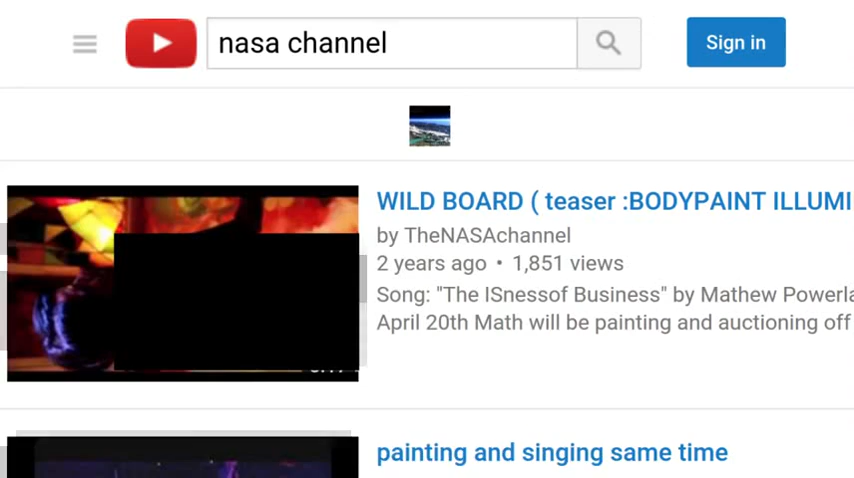 nasa channel
Sign in
WILD BOARD ( teaser :BODYPAINT ILLUMI
by TheNASAchannel
2 years ago • 1,851 views
Song: "The ISnessof Business" by Mathew Powerla
April 20th Math will be painting and auctioning off
painting and singing same time